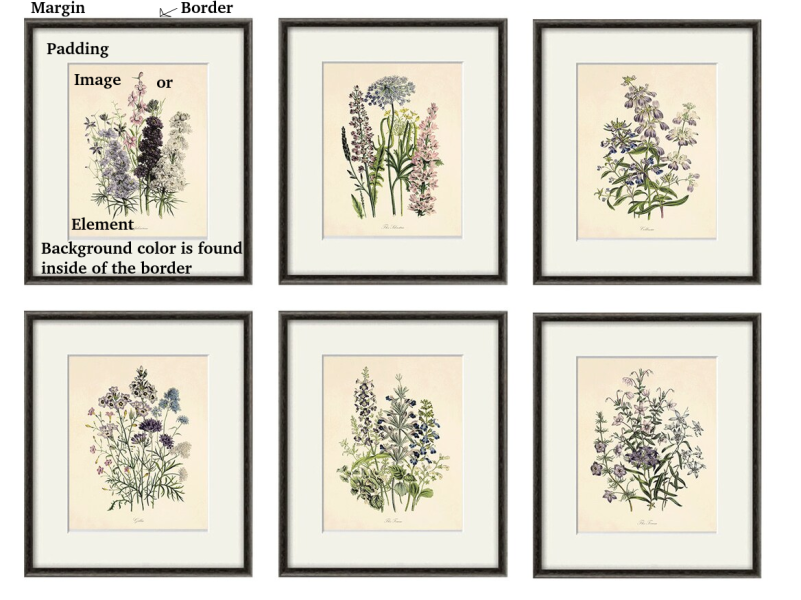 Margin
Border
Padding
Image or
Element
Background color is found
inside of the border